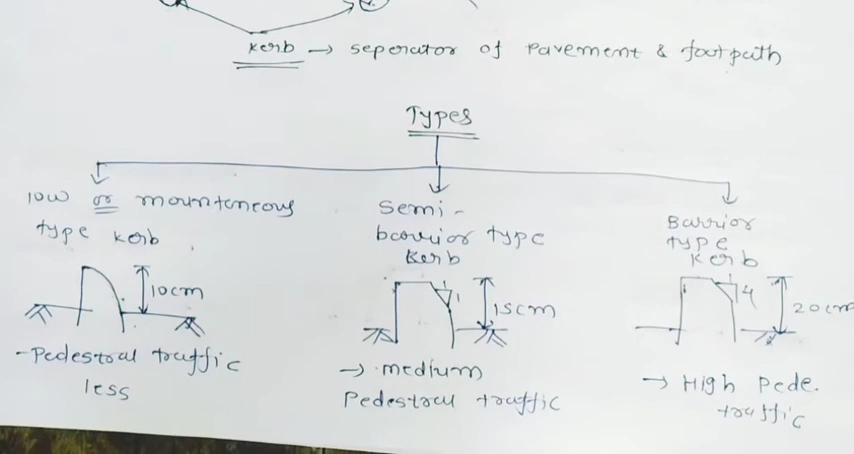 kerb → seperator of Pavement & footpath
Types
low or mountaneous
type kerb
10cm
-Pedestral traffic
less
Semi-
barrior type
kerb
1
15cm
→ medium
Pedestral traffic
Barrior
type
kerb
4
20cm
→ High Pede.
traffic